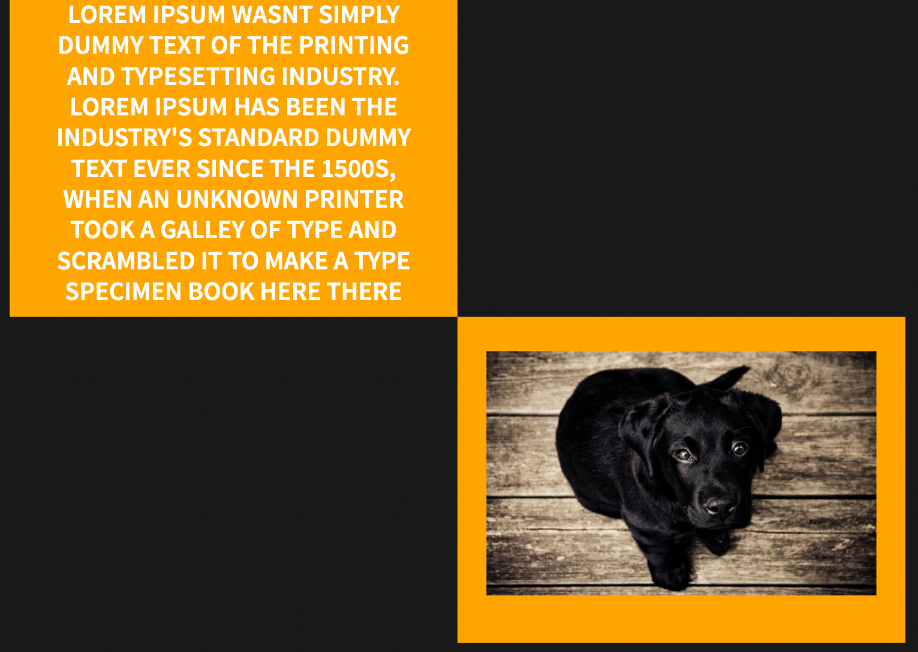 LOREM IPSUM WASNT SIMPLY
DUMMY TEXT OF THE PRINTING
AND TYPESETTING INDUSTRY.
LOREM IPSUM HAS BEEN THE
INDUSTRY'S STANDARD DUMMY
TEXT EVER SINCE THE 1500S,
WHEN AN UNKNOWN PRINTER
TOOK A GALLEY OF TYPE AND
SCRAMBLED IT TO MAKE A TYPE
SPECIMEN BOOK HERE THERE